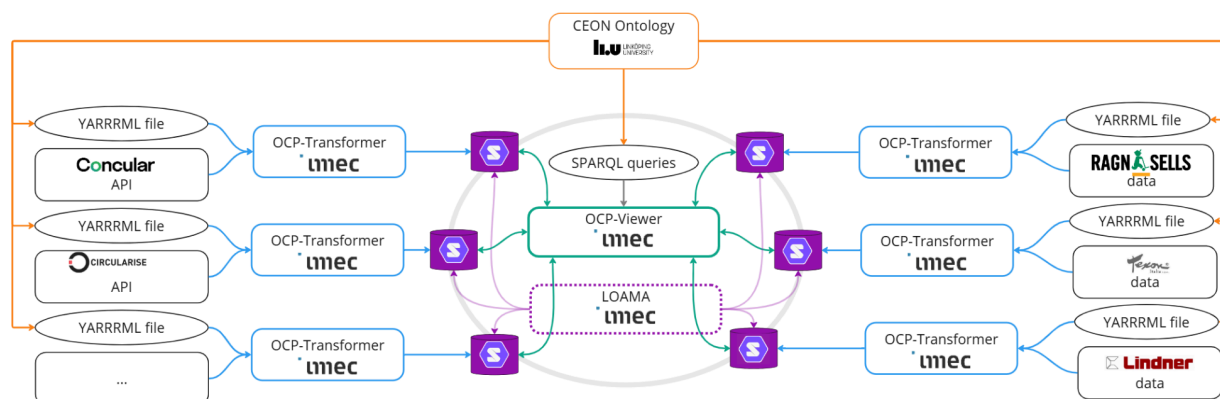 CEON Ontology
LINKÖPING
UNIVERSITY
YARRRML file
OCP-Transformer
imec
Concular
API
YARRRML file
OCP-Transformer
imec
CIRCULARISE
API
YARRRML file
OCP-Transformer
imec
...
SPARQL queries
OCP-Viewer
imec
LOAMA
imec
OCP-Transformer
imec
YARRRML file
RAGN SELLS
data
OCP-Transformer
imec
YARRRML file
Texon
Italia
data
OCP-Transformer
imec
YARRRML file
Lindner
data